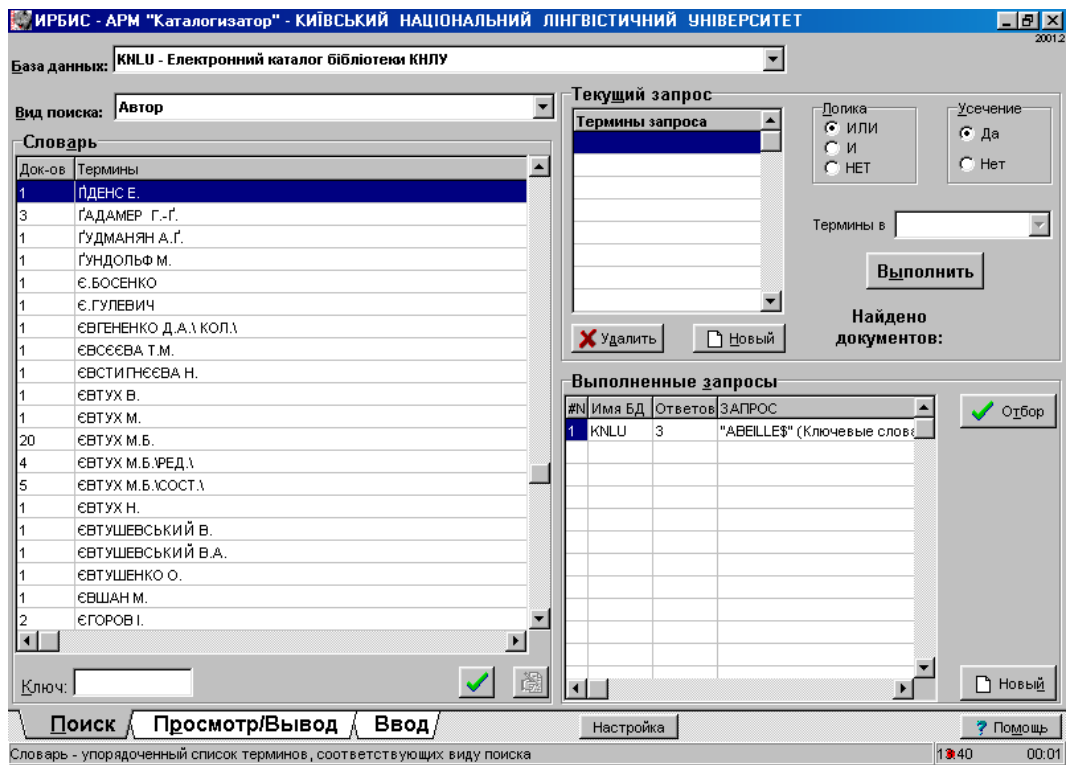 ИРБИС - АРМ "Каталогизатор" - КИЇВСЬКИЙ НАЦІОНАЛЬНИЙ ЛІНГВІСТИЧНИЙ УНІВЕРСИТЕТ
2001.2
База данных: KNLU - Електронний каталог бібліотеки КНЛУ
Вид поиска: Автор
Словарь
Док-ов Термины
1 ҐІДЕНС Е.
3 ҐАДАМЕР Г.-Ґ.
1 ҐУДМАНЯН А.Ґ.
1 ҐУНДОЛЬФ М.
1 Є.БОСЕНКО
1 Є.ГУЛЕВИЧ
1 ЄВГЕНЕНКО Д.А.\ КОЛ.\
1 ЄВСЄЄВА Т.М.
1 ЄВСТИГНЄЄВА Н.
1 ЄВТУХ В.
1 ЄВТУХ М.
20 ЄВТУХ М.Б.
4 ЄВТУХ М.Б.\РЕД.\
5 ЄВТУХ М.Б.\СОСТ.\
1 ЄВТУХ Н.
1 ЄВТУШЕВСЬКИЙ В.
1 ЄВТУШЕВСЬКИЙ В.А.
1 ЄВТУШЕНКО О.
1 ЄВШАН М.
2 ЄГОРОВ І.
Ключ:
Текущий запрос
Термины запроса
Удалить Новый
Логика
ИЛИ
И
НЕТ
Усечение
Да
Нет
Термины в
Выполнить
Найдено
документов:
Выполненные запросы
#N Имя БД Ответов ЗАПРОС
1 KNLU 3 "ABEILLE$" (Ключевые слова
Отбор
Новый
Поиск Просмотр/Вывод Ввод Настройка Помощь
Словарь - упорядоченный список терминов, соответствующих виду поиска 00:01